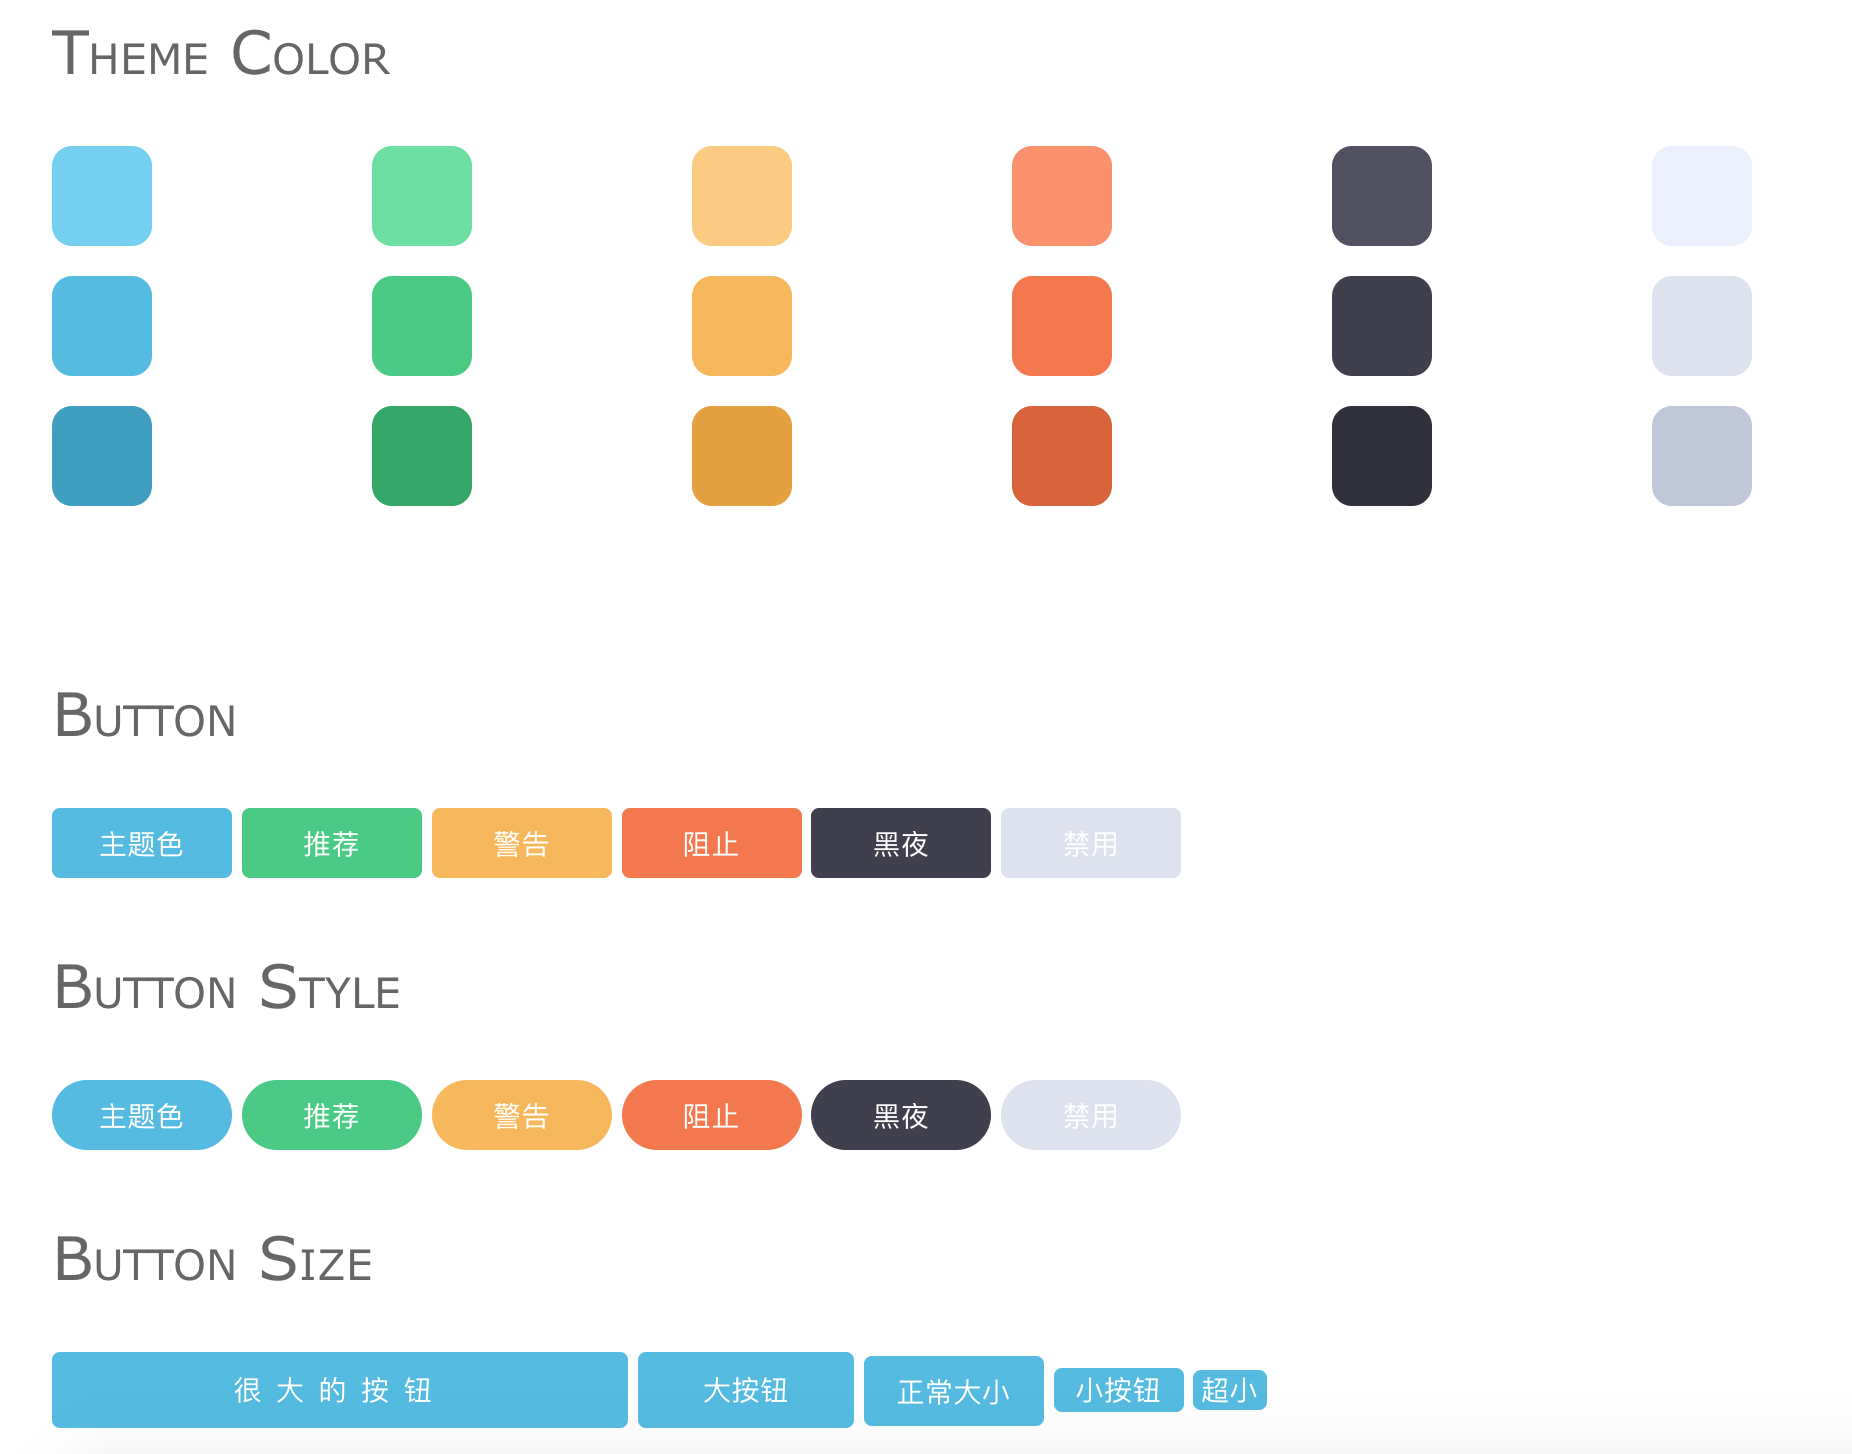 Theme Color
Button
主题色 推荐 警告 阻止 黑夜 禁用
Button Style
主题色 推荐 警告 阻止 黑夜 禁用
Button Size
很 大 的 按 钮 大按钮 正常大小 小按钮 超小